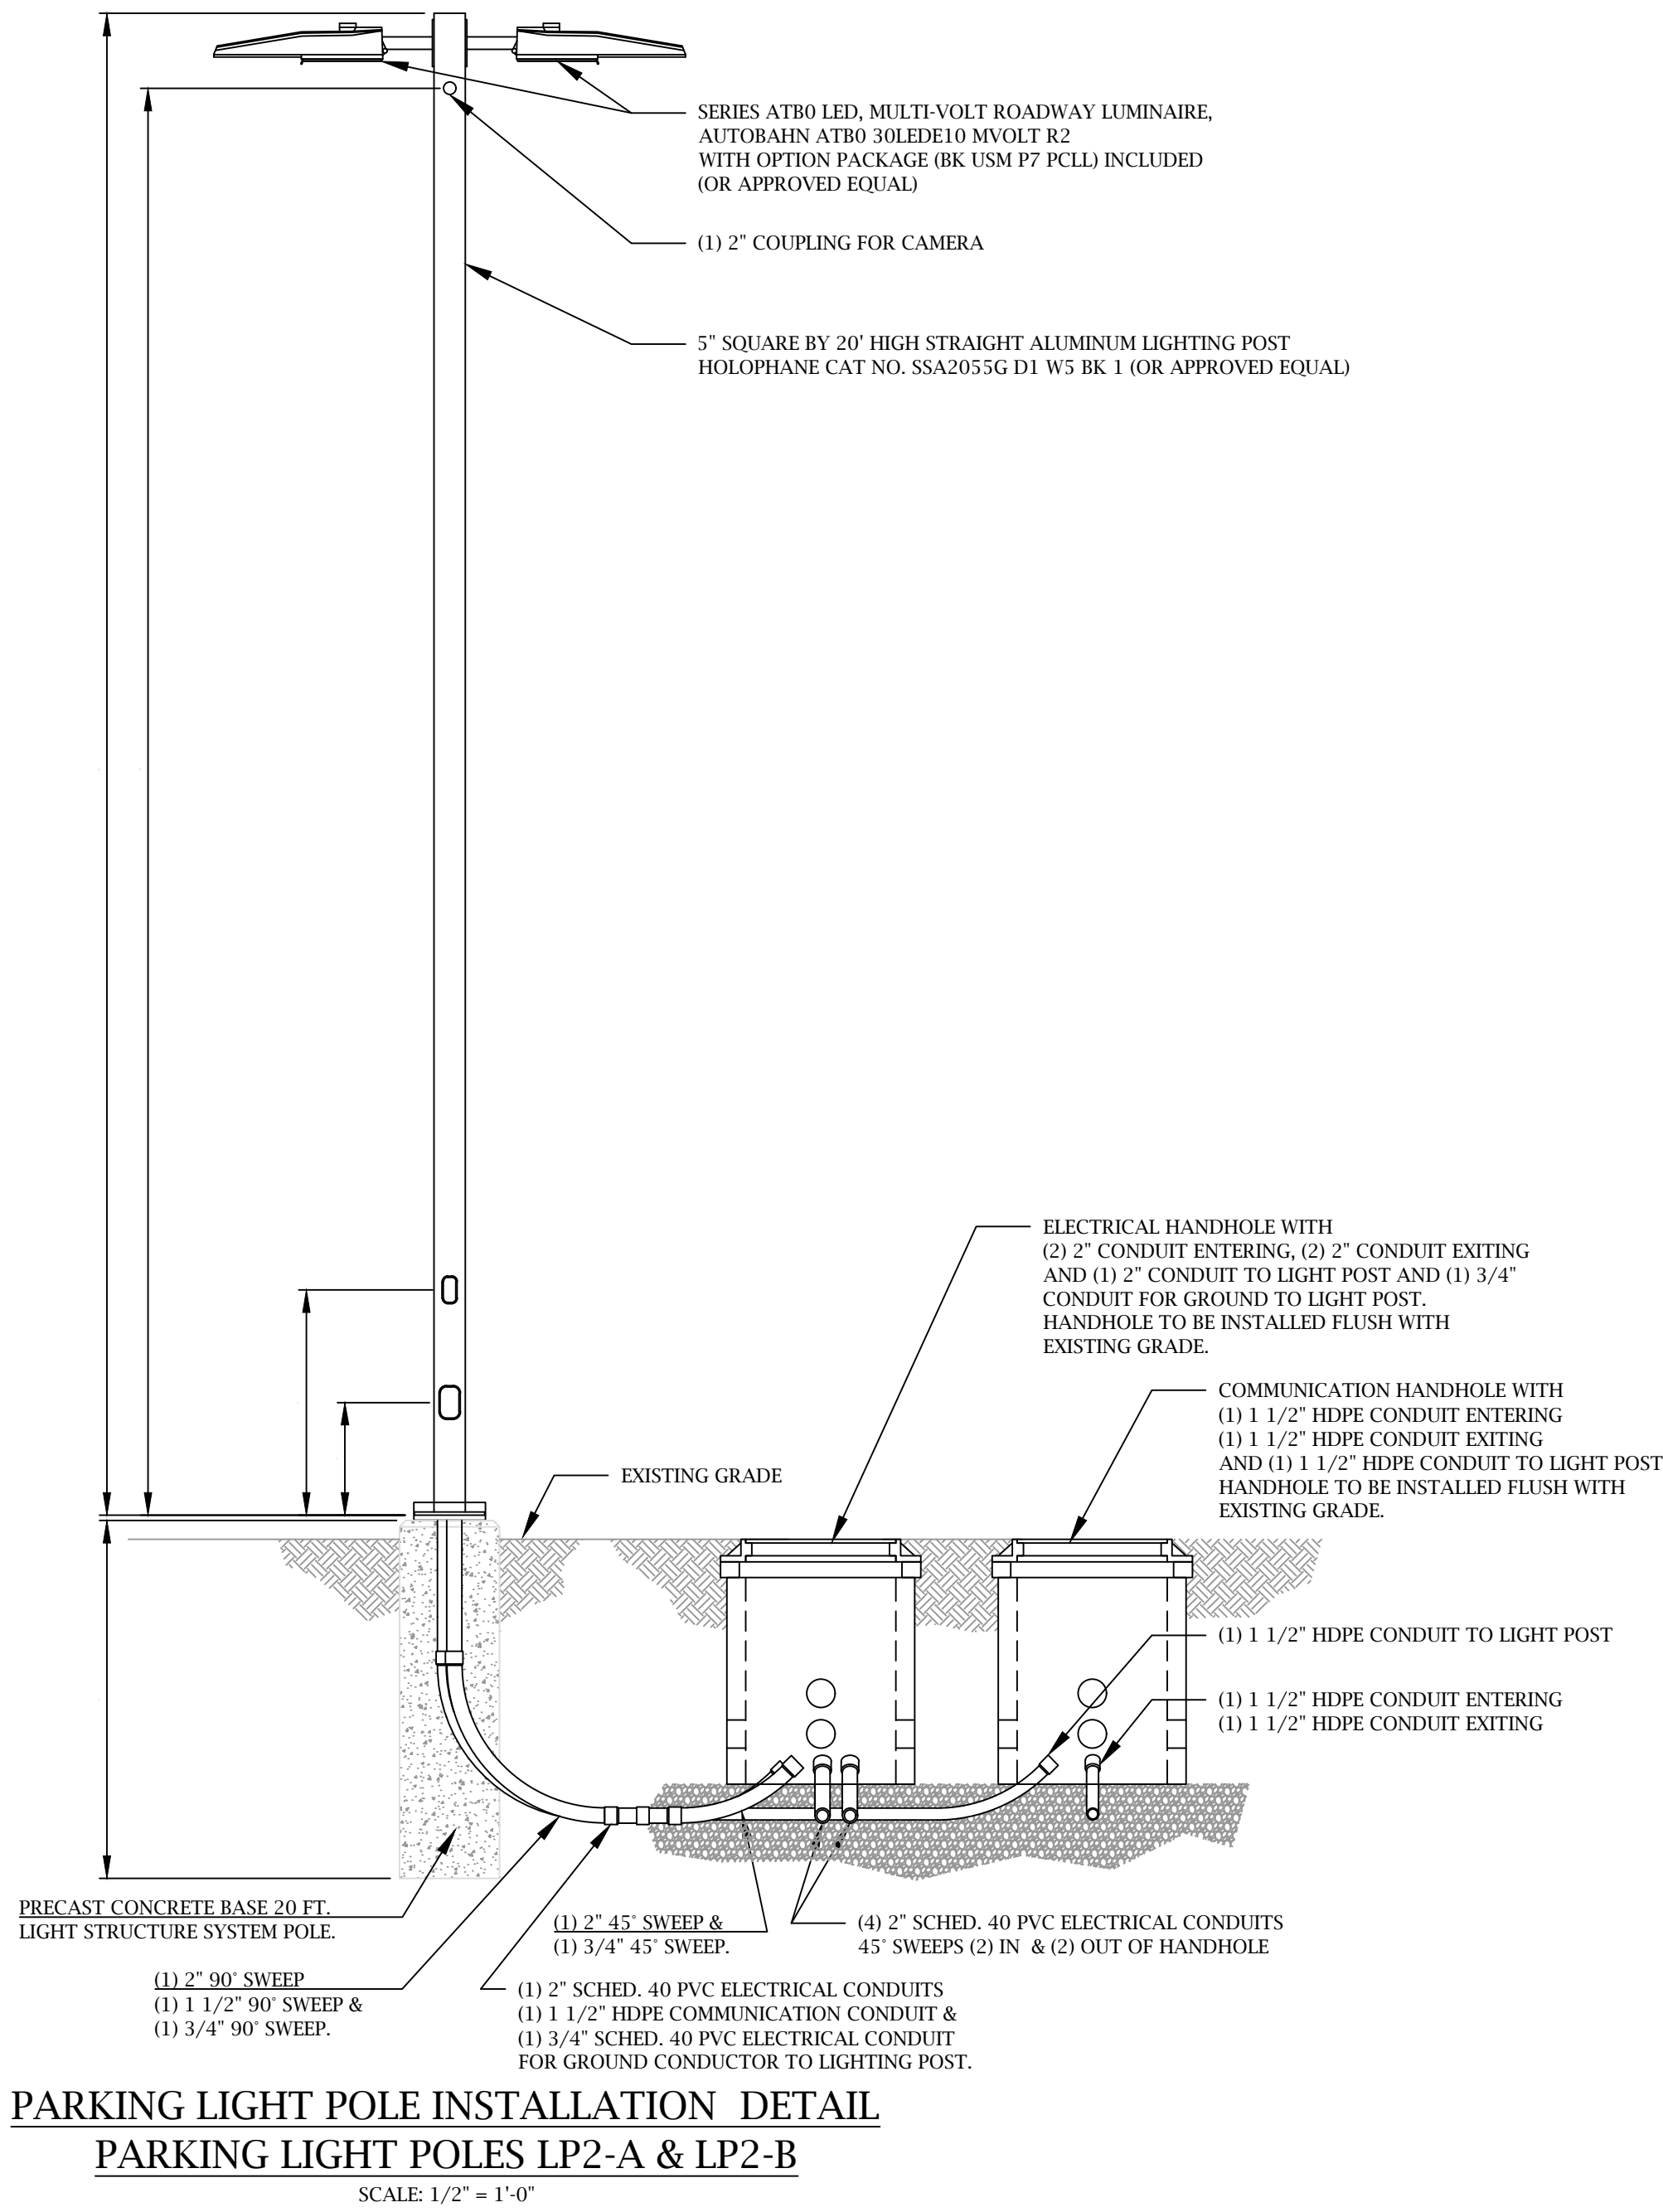 SERIES ATB0 LED, MULTI-VOLT ROADWAY LUMINAIRE,
AUTOBAHN ATB0 30LEDE10 MVOLT R2
WITH OPTION PACKAGE (BK USM P7 PCLL) INCLUDED
(OR APPROVED EQUAL)
(1) 2" COUPLING FOR CAMERA
5" SQUARE BY 20' HIGH STRAIGHT ALUMINUM LIGHTING POST
HOLOPHANE CAT NO. SSA2055G D1 W5 BK 1 (OR APPROVED EQUAL)
ELECTRICAL HANDHOLE WITH
(2) 2" CONDUIT ENTERING, (2) 2" CONDUIT EXITING
AND (1) 2" CONDUIT TO LIGHT POST AND (1) 3/4"
CONDUIT FOR GROUND TO LIGHT POST.
HANDHOLE TO BE INSTALLED FLUSH WITH
EXISTING GRADE.
COMMUNICATION HANDHOLE WITH
(1) 1 1/2" HDPE CONDUIT ENTERING
(1) 1 1/2" HDPE CONDUIT EXITING
AND (1) 1 1/2" HDPE CONDUIT TO LIGHT POST
HANDHOLE TO BE INSTALLED FLUSH WITH
EXISTING GRADE.
EXISTING GRADE
(1) 1 1/2" HDPE CONDUIT TO LIGHT POST
(1) 1 1/2" HDPE CONDUIT ENTERING
(1) 1 1/2" HDPE CONDUIT EXITING
PRECAST CONCRETE BASE 20 FT.
LIGHT STRUCTURE SYSTEM POLE.
(1) 2" 45° SWEEP &
(1) 3/4" 45° SWEEP.
(4) 2" SCHED. 40 PVC ELECTRICAL CONDUITS
45° SWEEPS (2) IN & (2) OUT OF HANDHOLE
(1) 2" 90° SWEEP
(1) 1 1/2" 90° SWEEP &
(1) 3/4" 90° SWEEP.
(1) 2" SCHED. 40 PVC ELECTRICAL CONDUITS
(1) 1 1/2" HDPE COMMUNICATION CONDUIT &
(1) 3/4" SCHED. 40 PVC ELECTRICAL CONDUIT
FOR GROUND CONDUCTOR TO LIGHTING POST.
PARKING LIGHT POLE INSTALLATION DETAIL
PARKING LIGHT POLES LP2-A & LP2-B
SCALE: 1/2" = 1'-0"